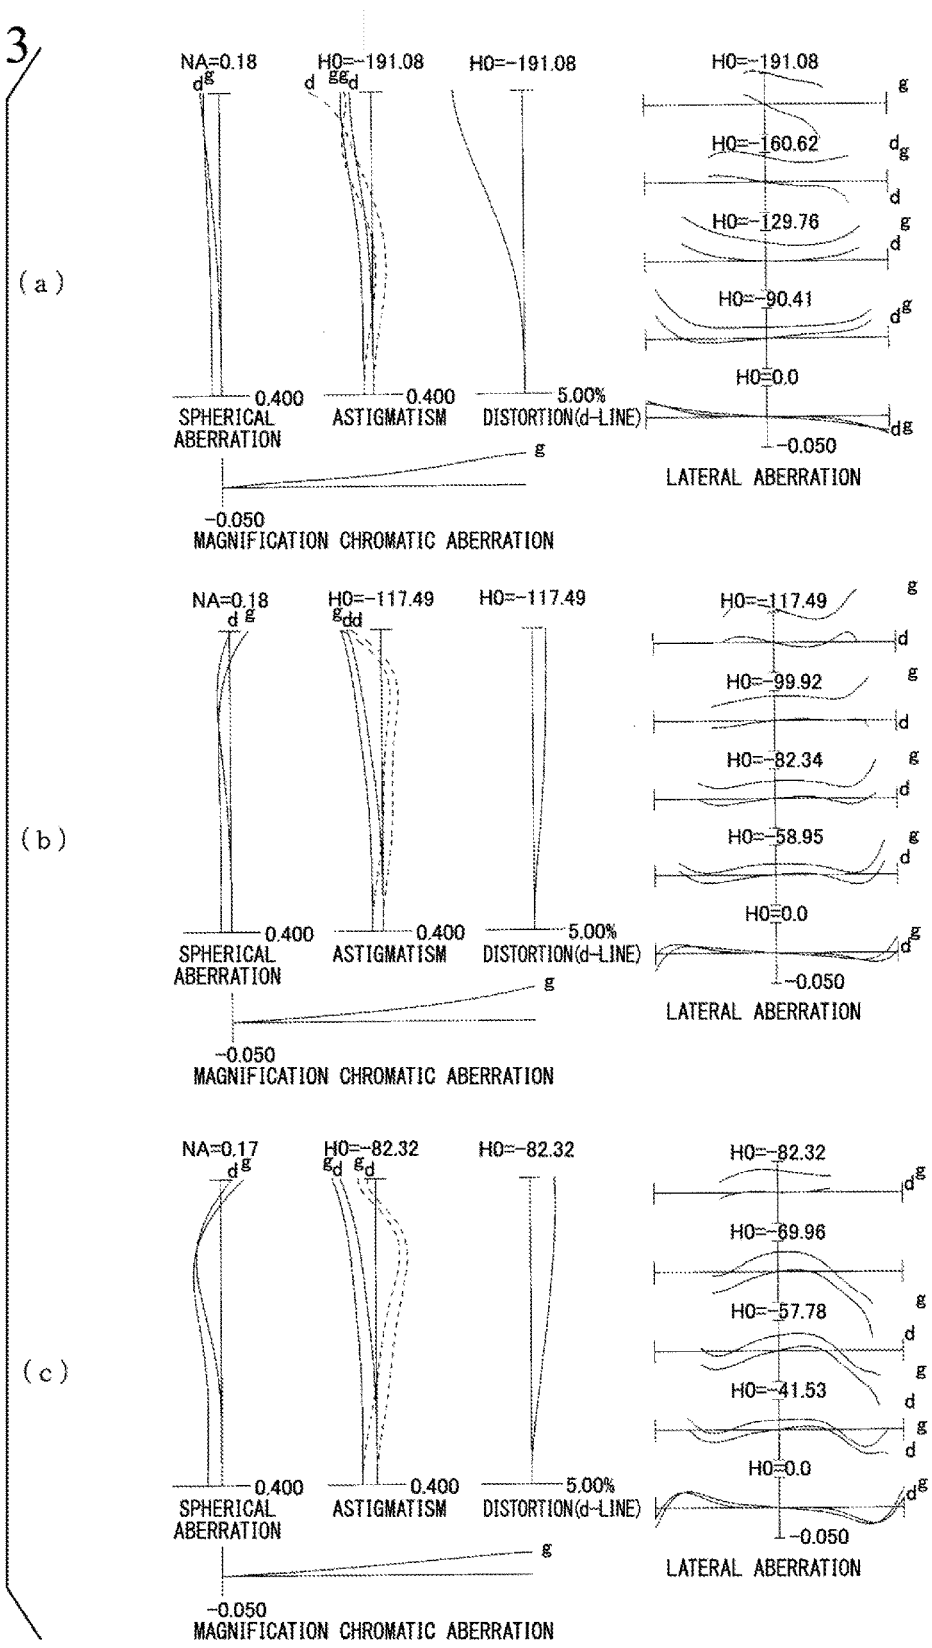 3
(a)
NA=0.18
d g
H0=-191.08
d g g d
H0=-191.08
0.400
SPHERICAL
ABERRATION
0.400
ASTIGMATISM
5.00%
DISTORTION(d-LINE)
H0=-191.08
g
d
H0=-160.62
g
d
H0=-129.76
g
d
H0=-90.41
g
d
H0=0.0
d g
-0.050
LATERAL ABERRATION
g
-0.050
MAGNIFICATION CHROMATIC ABERRATION
(b)
NA=0.18
d g
H0=-117.49
g d d
H0=-117.49
0.400
SPHERICAL
ABERRATION
0.400
ASTIGMATISM
5.00%
DISTORTION(d-LINE)
H0=-117.49
g
d
H0=-99.92
g
d
H0=-82.34
g
d
H0=-58.95
g
d
H0=0.0
d g
-0.050
LATERAL ABERRATION
g
-0.050
MAGNIFICATION CHROMATIC ABERRATION
(c)
NA=0.17
d g
H0=-82.32
g d g d
H0=-82.32
0.400
SPHERICAL
ABERRATION
0.400
ASTIGMATISM
5.00%
DISTORTION(d-LINE)
H0=-82.32
d g
H0=-69.96
g
d
H0=-57.78
g
d
H0=-41.53
g
d
H0=0.0
d g
-0.050
LATERAL ABERRATION
g
-0.050
MAGNIFICATION CHROMATIC ABERRATION